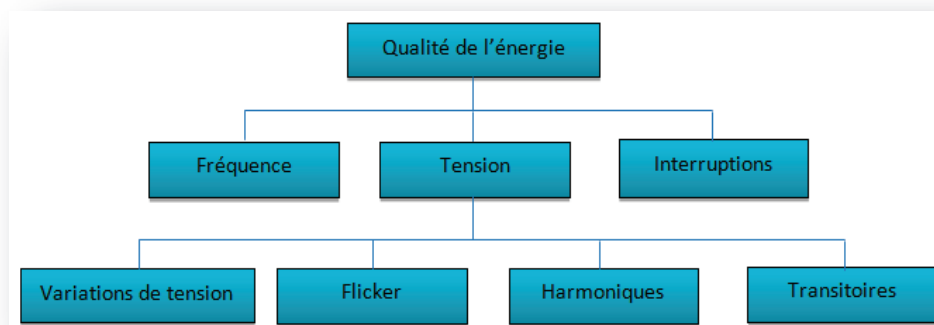 Qualité de l’énergie
Fréquence
Tension
Interruptions
Variations de tension
Flicker
Harmoniques
Transitoires